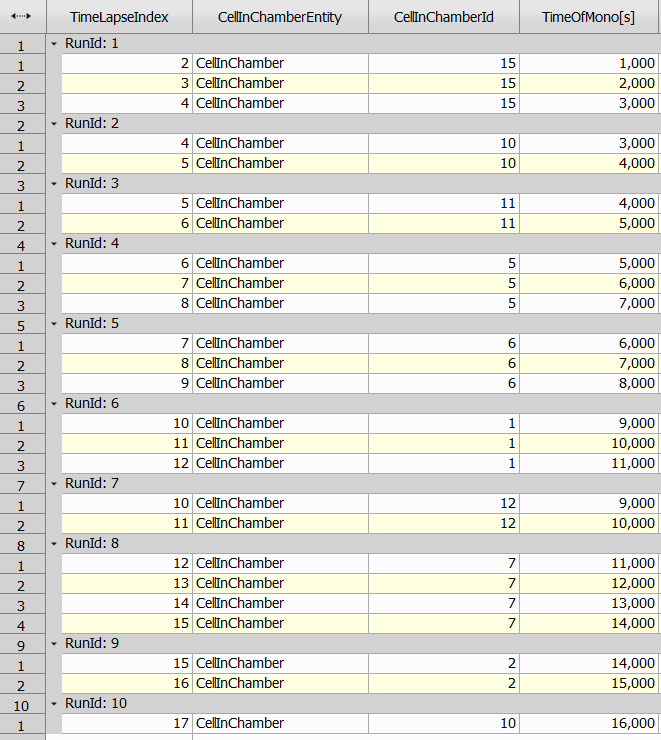 TimeLapseIndex CellInChamberEntity CellInChamberId TimeOfMono[s]
1 RunId: 1
1 2 CellInChamber 15 1,000
2 3 CellInChamber 15 2,000
3 4 CellInChamber 15 3,000
2 RunId: 2
1 4 CellInChamber 10 3,000
2 5 CellInChamber 10 4,000
3 RunId: 3
1 5 CellInChamber 11 4,000
2 6 CellInChamber 11 5,000
4 RunId: 4
1 6 CellInChamber 5 5,000
2 7 CellInChamber 5 6,000
3 8 CellInChamber 5 7,000
5 RunId: 5
1 7 CellInChamber 6 6,000
2 8 CellInChamber 6 7,000
3 9 CellInChamber 6 8,000
6 RunId: 6
1 10 CellInChamber 1 9,000
2 11 CellInChamber 1 10,000
3 12 CellInChamber 1 11,000
7 RunId: 7
1 10 CellInChamber 12 9,000
2 11 CellInChamber 12 10,000
8 RunId: 8
1 12 CellInChamber 7 11,000
2 13 CellInChamber 7 12,000
3 14 CellInChamber 7 13,000
4 15 CellInChamber 7 14,000
9 RunId: 9
1 15 CellInChamber 2 14,000
2 16 CellInChamber 2 15,000
10 RunId: 10
1 17 CellInChamber 10 16,000